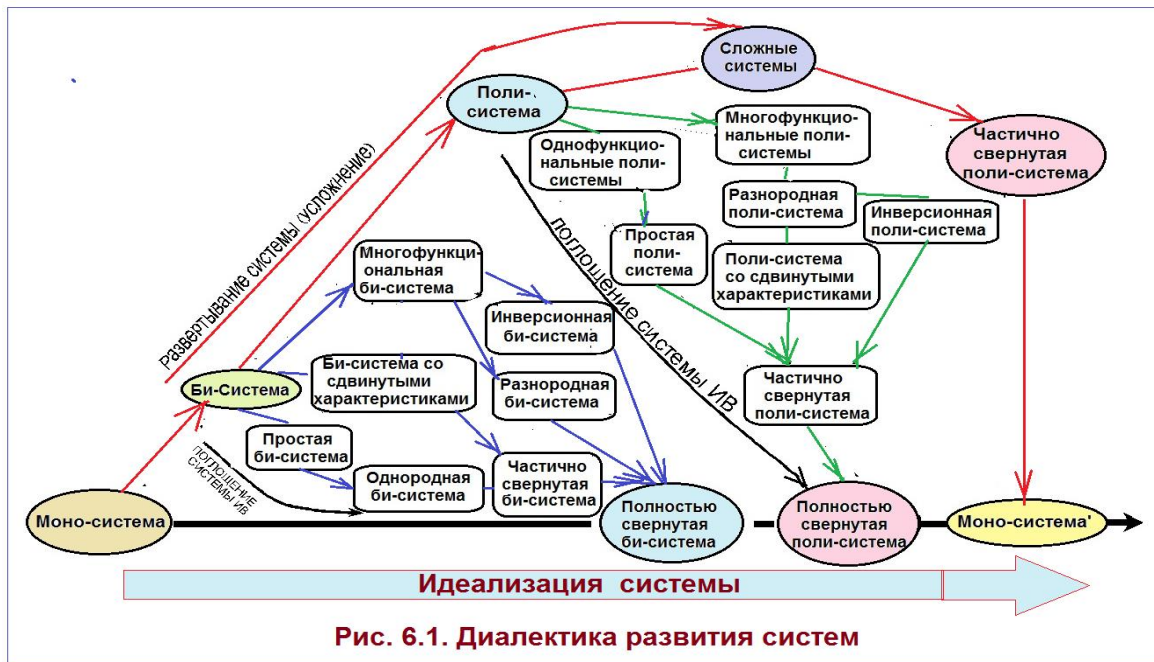 Сложные
системы
Поли-
система
Многофункцио-
нальные поли-
системы
Однофункцио-
нальные поли-
системы
Частично
свернутая
поли-система
Развертывание системы (усложнение)
Разнородная
поли-система
Инверсионная
поли-система
Простая
поли-
система
Поли-система
со сдвинутыми
характеристиками
поглощение системы ИВ
Многофункци-
ональная
би-система
Инверсионная
би-система
Би-Система
Би-система со
сдвинутыми
характеристиками
Разнородная
би-система
Частично
свернутая
поли-система
Простая
би-система
ПОГЛОШЕНИЕ
СИСТЕМЫ ИВ
Однородная
би-система
Частично
свернутая
би-система
Моно-система
Полностью
свернутая
би-система
Полностью
свернутая
поли-система
Моно-система'
Идеализация системы
Рис. 6.1. Диалектика развития систем